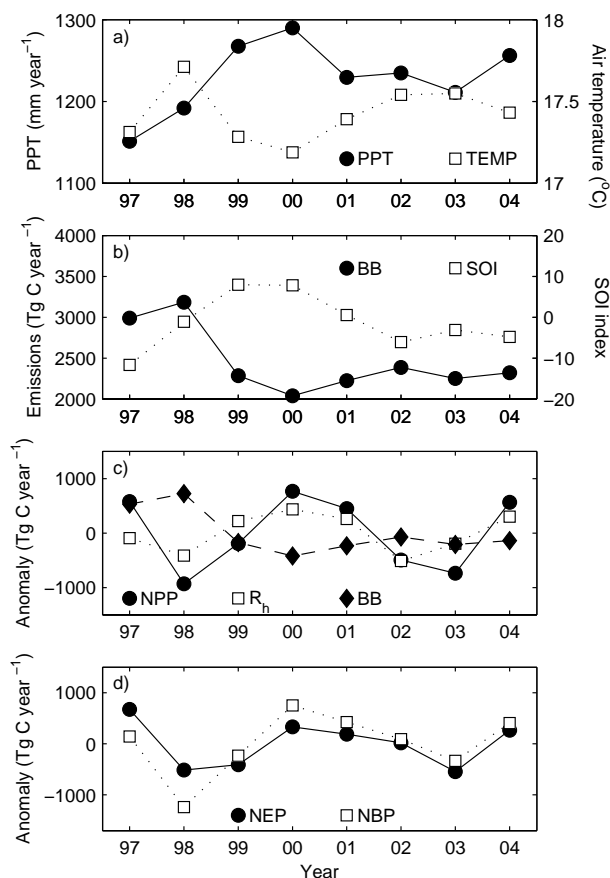 a)
PPT (mm year−1)
1300
1200
1100
18
17.5
17
Air temperature (oC)
PPT
TEMP
97 98 99 00 01 02 03 04
b)
Emissions (Tg C year−1)
4000
3500
3000
2500
2000
20
10
0
−10
−20
SOI index
BB
SOI
97 98 99 00 01 02 03 04
c)
Anomaly (Tg C year−1)
1000
0
−1000
NPP
Rh
BB
97 98 99 00 01 02 03 04
d)
Anomaly (Tg C year−1)
1000
0
−1000
NEP
NBP
97 98 99 00 01 02 03 04
Year